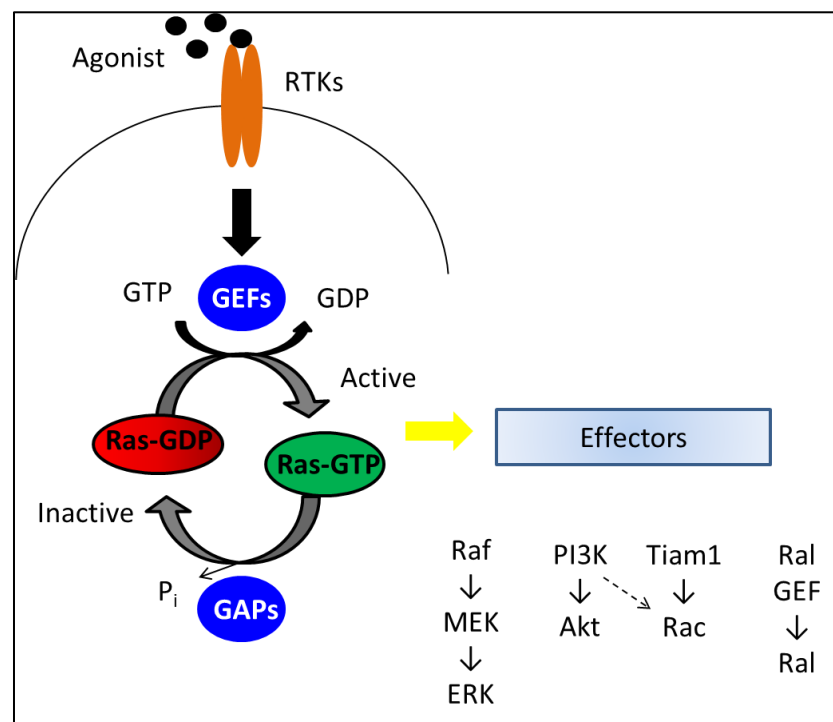 Agonist
RTKs
GTP
GEFs
GDP
Active
Ras-GDP
Ras-GTP
Effectors
Inactive
Pi
GAPs
Raf
MEK
ERK
PI3K
Akt
Tiam1
Rac
Ral
GEF
Ral